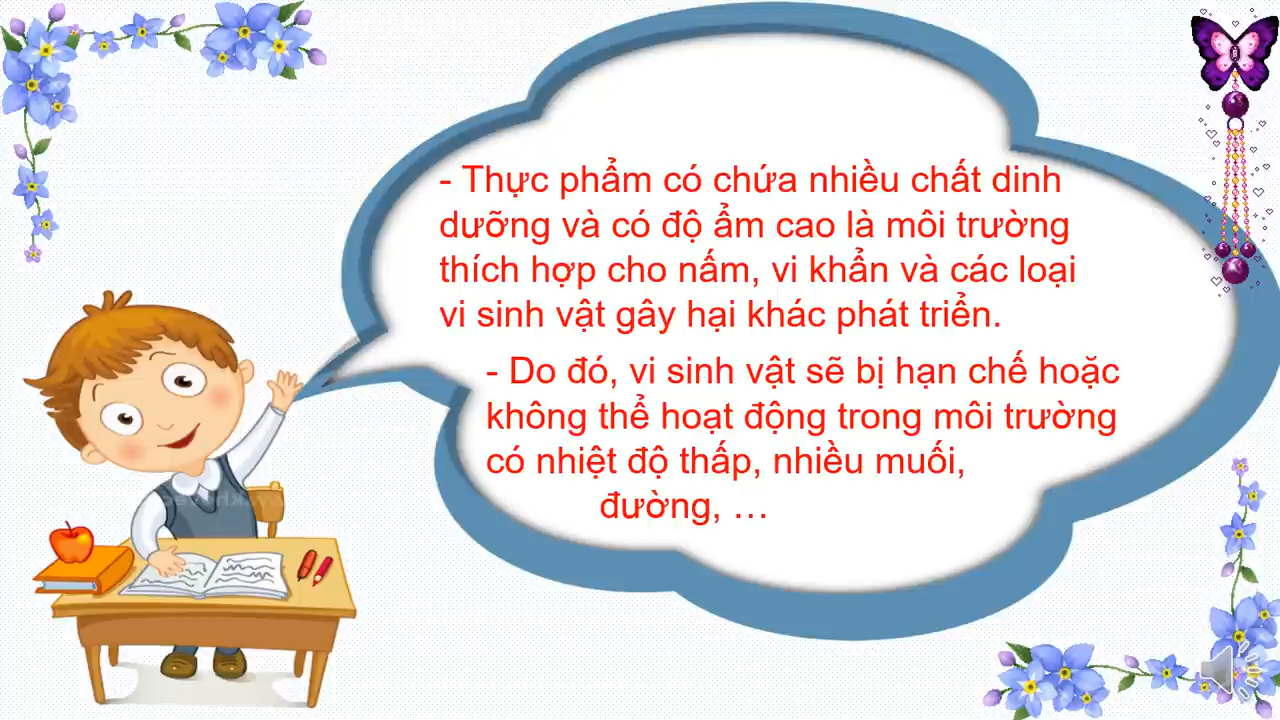 - Thực phẩm có chứa nhiều chất dinh
dưỡng và có độ ẩm cao là môi trường
thích hợp cho nấm, vi khẩn và các loại
vi sinh vật gây hại khác phát triển.
- Do đó, vi sinh vật sẽ bị hạn chế hoặc
không thể hoạt động trong môi trường
có nhiệt độ thấp, nhiều muối,
đường, …